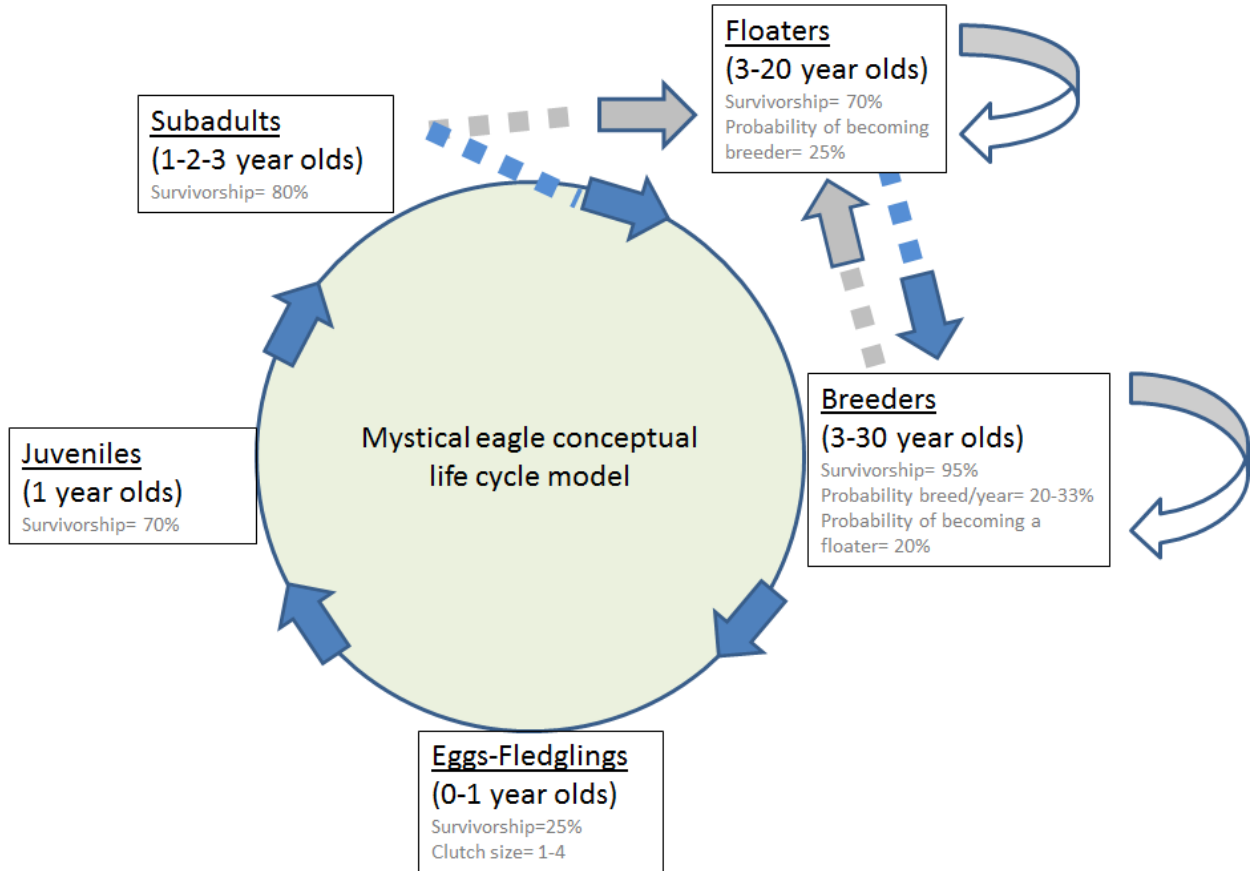 Floaters
(3-20 year olds)
Survivorship= 70%
Probability of becoming
breeder= 25%
Subadults
(1-2-3 year olds)
Survivorship= 80%
Breeders
(3-30 year olds)
Survivorship= 95%
Probability breed/year= 20-33%
Probability of becoming a
floater= 20%
Mystical eagle conceptual
life cycle model
Juveniles
(1 year olds)
Survivorship= 70%
Eggs-Fledglings
(0-1 year olds)
Survivorship=25%
Clutch size= 1-4